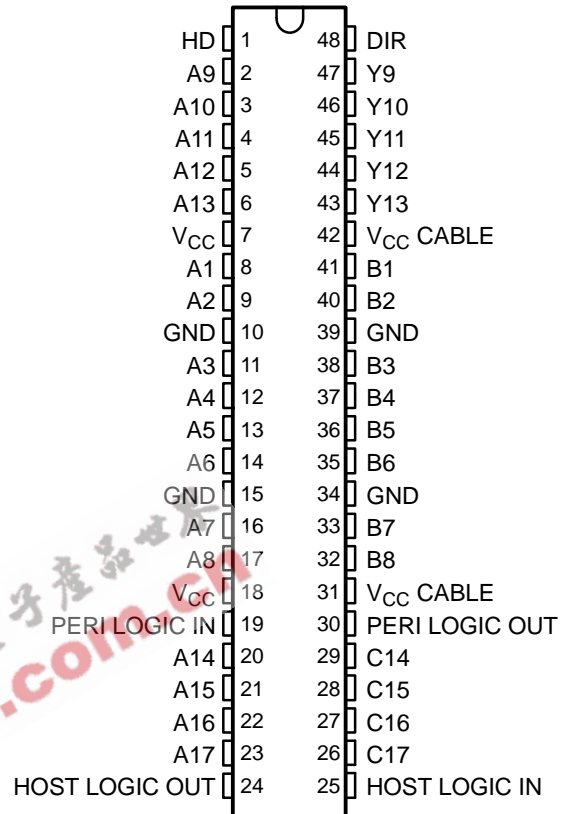 HD 1 48 DIR
A9 2 47 Y9
A10 3 46 Y10
A11 4 45 Y11
A12 5 44 Y12
A13 6 43 Y13
VCC 7 42 VCC CABLE
A1 8 41 B1
A2 9 40 B2
GND 10 39 GND
A3 11 38 B3
A4 12 37 B4
A5 13 36 B5
A6 14 35 B6
GND 15 34 GND
A7 16 33 B7
A8 17 32 B8
VCC 18 31 VCC CABLE
PERI LOGIC IN 19 30 PERI LOGIC OUT
A14 20 29 C14
A15 21 28 C15
A16 22 27 C16
A17 23 26 C17
HOST LOGIC OUT 24 25 HOST LOGIC IN
子產品世界
.com.cn